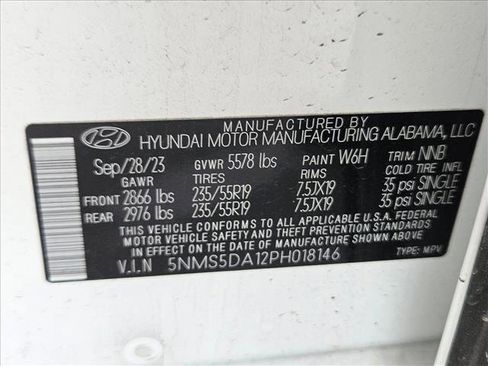 MANUFACTURED BY
HYUNDAI MOTOR MANUFACTURING ALABAMA, LLC
Sep/28/23 GVWR 5578 lbs PAINT W6H TRIM NNB
GAWR TIRES RIMS COLD TIRE INFL
FRONT 2866 lbs 235/55R19 7.5JX19 35 psi SINGLE
REAR 2976 lbs 235/55R19 7.5JX19 35 psi SINGLE
THIS VEHICLE CONFORMS TO ALL APPLICABLE U.S.A. FEDERAL
MOTOR VEHICLE SAFETY AND THEFT PREVENTION STANDARDS
IN EFFECT ON THE DATE OF MANUFACTURE SHOWN ABOVE.
V.I.N 5NMS5DA12PH018146 TYPE: MPV